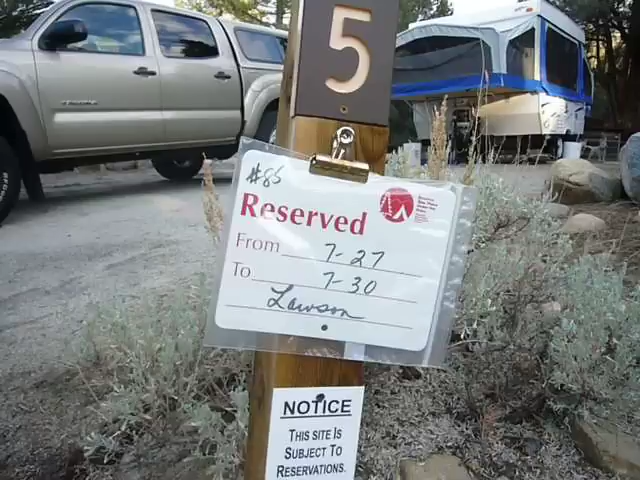 5
#85
Reserved
From 7-27
To 7-30
Lawson
NOTICE
THIS SITE IS
SUBJECT TO
RESERVATIONS.